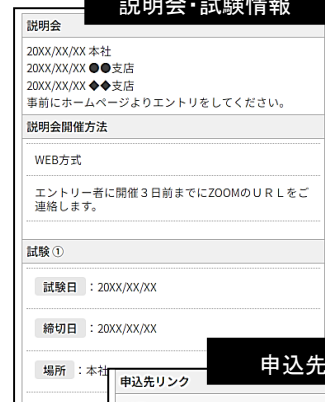 説明会・試験情報
説明会
20XX/XX/XX 本社
20XX/XX/XX ●●支店
20XX/XX/XX ◆◆支店
事前にホームページよりエントリをしてください。
説明会開催方法
WEB方式
エントリー者に開催３日前までにZOOMのＵＲＬをご
連絡します。
試験①
試験日 ：20XX/XX/XX
締切日 ：20XX/XX/XX
場所 ：本社
申込先
申込先リンク